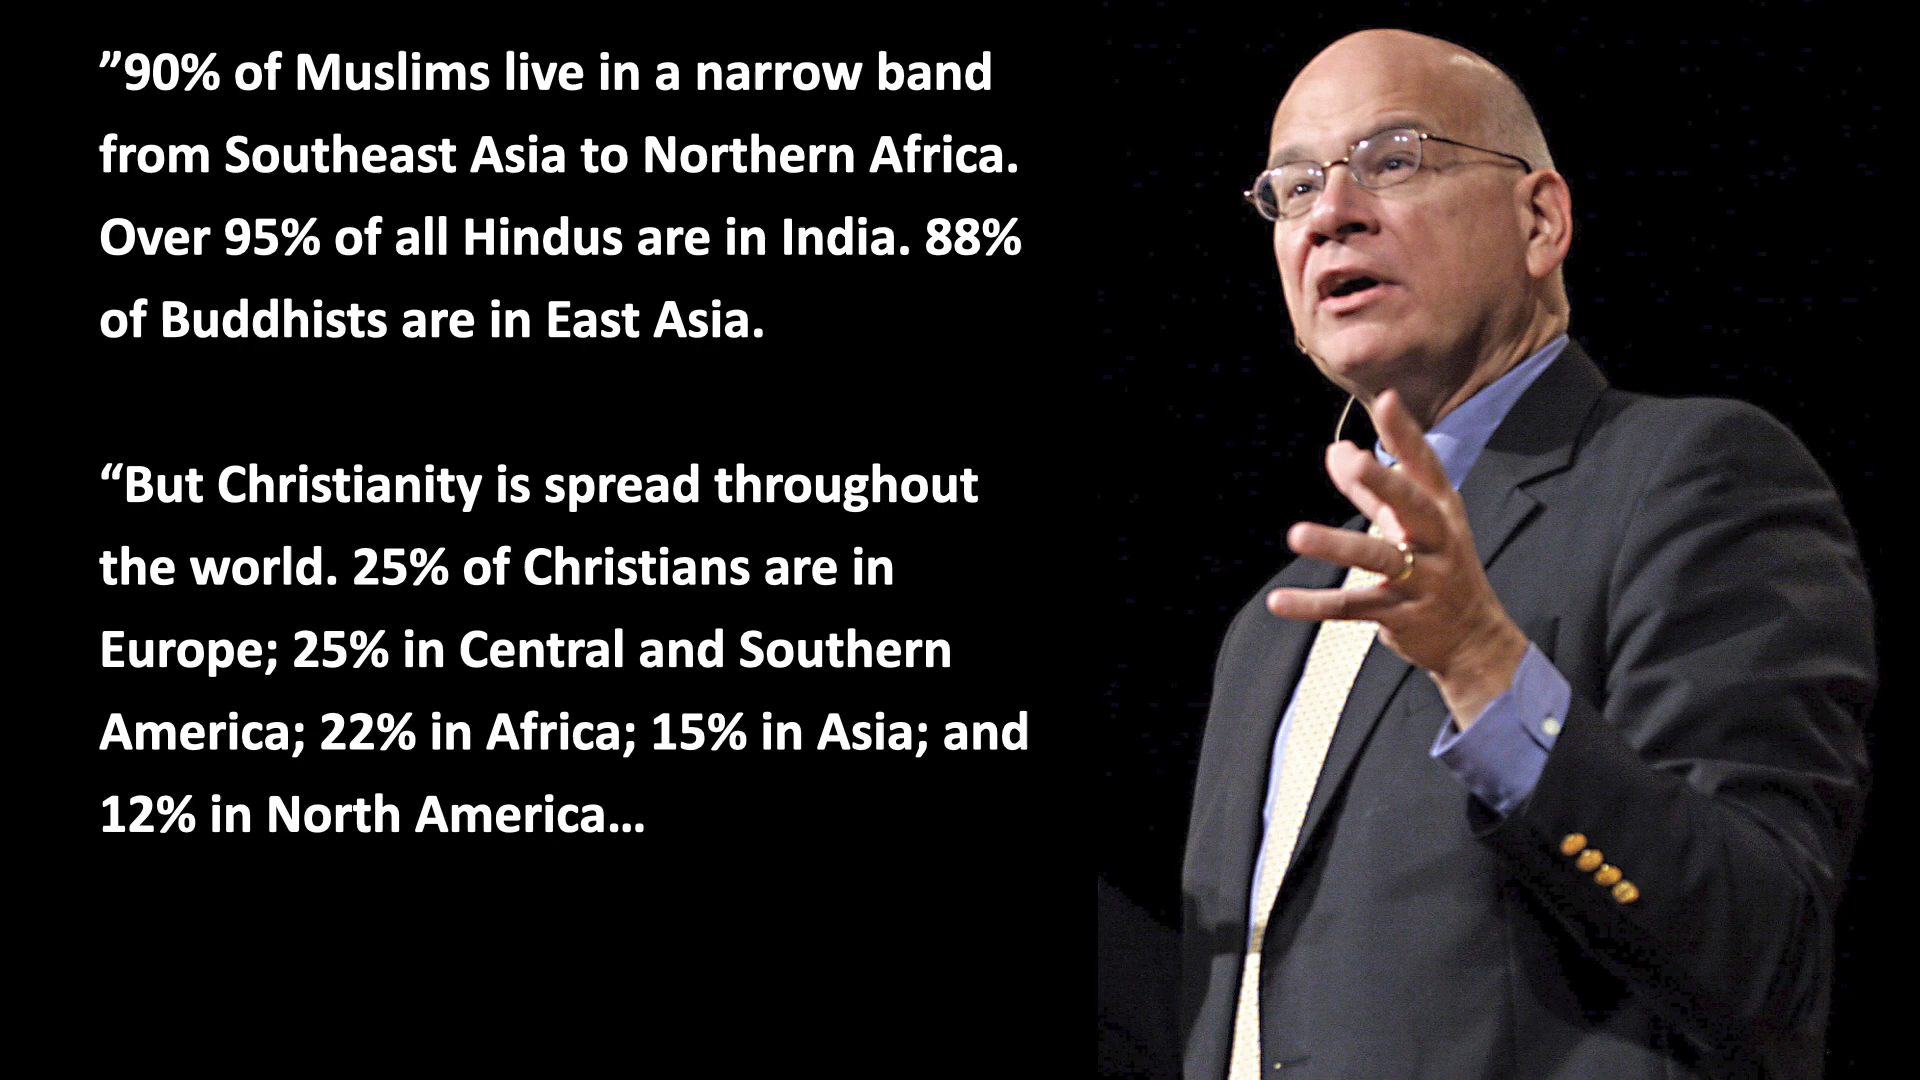 ”90% of Muslims live in a narrow band
from Southeast Asia to Northern Africa.
Over 95% of all Hindus are in India. 88%
of Buddhists are in East Asia.
“But Christianity is spread throughout
the world. 25% of Christians are in
Europe; 25% in Central and Southern
America; 22% in Africa; 15% in Asia; and
12% in North America...